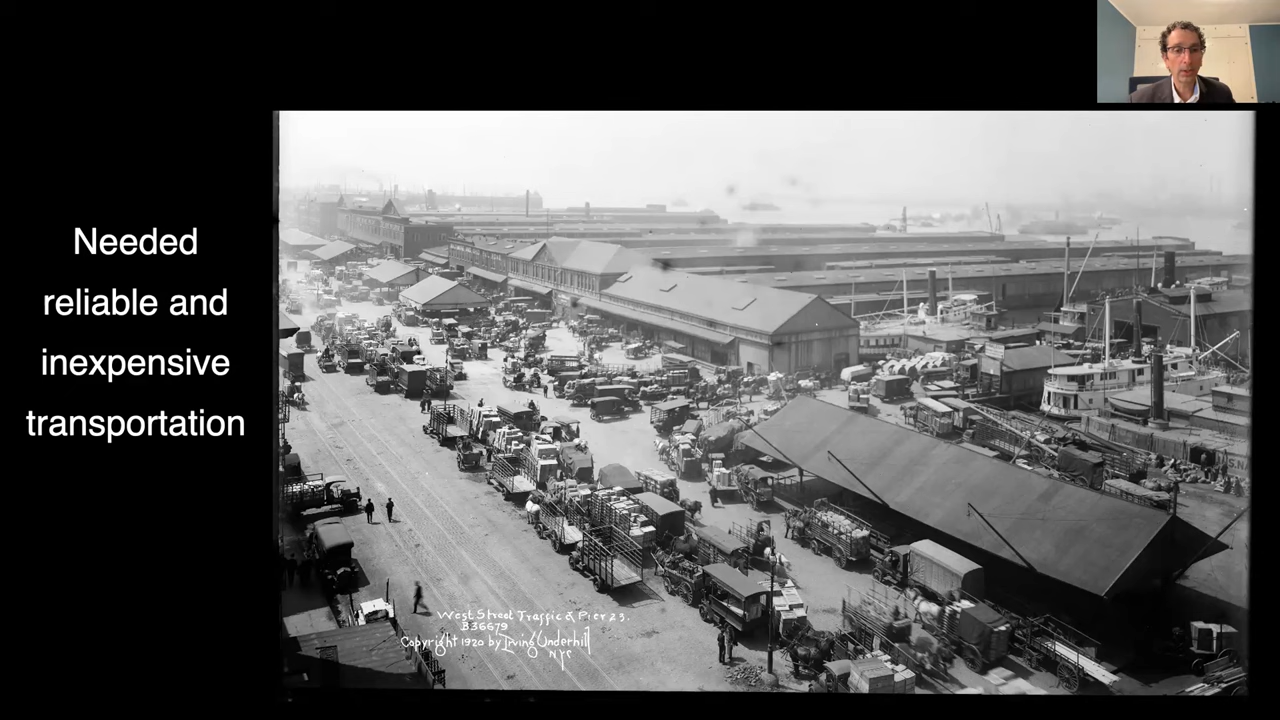 Needed
reliable and
inexpensive
transportation
West Street Traffic & Pier 23.
B36679
Copyright 1920 by Irving Underhill
NYC